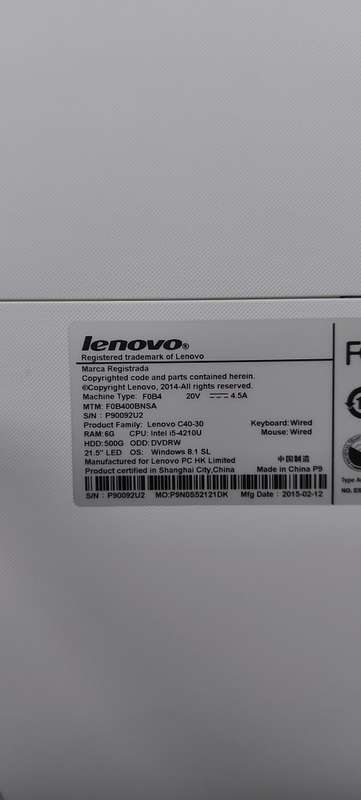 lenovo®
Registered trademark of Lenovo
Marca Registrada
Copyrighted code and parts contained herein.
©Copyright Lenovo, 2014-All rights reserved.
Machine Type: F0B4 20V ⎓ 4.5A
MTM: F0B400BNSA
S/N : P90092U2
Product Family: Lenovo C40-30 Keyboard:Wired
RAM: 6G CPU: Intel i5-4210U Mouse:Wired
HDD:500G ODD:DVDRW
21.5" LED OS: Windows 8.1 SL
Manufactured for Lenovo PC HK Limited 中国制造
Product certified in Shanghai City,China Made in China P9
S/N : P90092U2 MO:P9N0S52121DK Mfg Date : 2015-02-12
R
Type
NO.